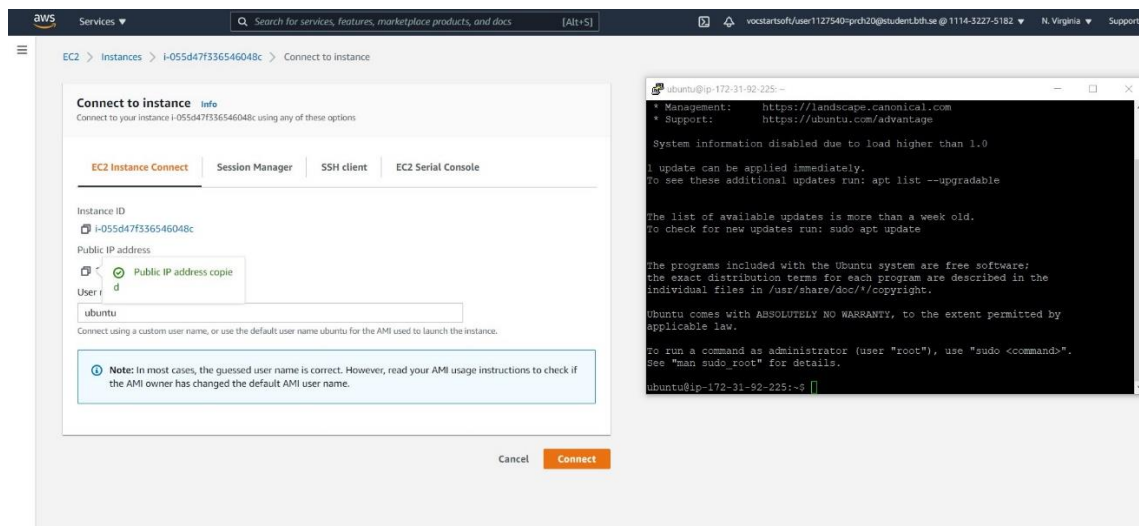 aws Services ▼ Search for services, features, marketplace products, and docs [Alt+S] vocstartsoft/user1127540=prch20@student.bth.se @ 1114-3227-5182 ▼ N. Virginia ▼ Support
EC2 > Instances > i-055d47f336546048c > Connect to instance
Connect to instance Info
Connect to your instance i-055d47f336546048c using any of these options
EC2 Instance Connect Session Manager SSH client EC2 Serial Console
Instance ID
i-055d47f336546048c
Public IP address
Public IP address copie
d
User
ubuntu
Connect using a custom user name, or use the default user name ubuntu for the AMI used to launch the instance.
Note: In most cases, the guessed user name is correct. However, read your AMI usage instructions to check if
the AMI owner has changed the default AMI user name.
Cancel Connect
ubuntu@ip-172-31-92-225: ~
* Management: https://landscape.canonical.com
* Support: https://ubuntu.com/advantage
System information disabled due to load higher than 1.0
1 update can be applied immediately.
To see these additional updates run: apt list --upgradable
The list of available updates is more than a week old.
To check for new updates run: sudo apt update
The programs included with the Ubuntu system are free software;
the exact distribution terms for each program are described in the
individual files in /usr/share/doc/*/copyright.
Ubuntu comes with ABSOLUTELY NO WARRANTY, to the extent permitted by
applicable law.
To run a command as administrator (user "root"), use "sudo <command>".
See "man sudo_root" for details.
ubuntu@ip-172-31-92-225:~$